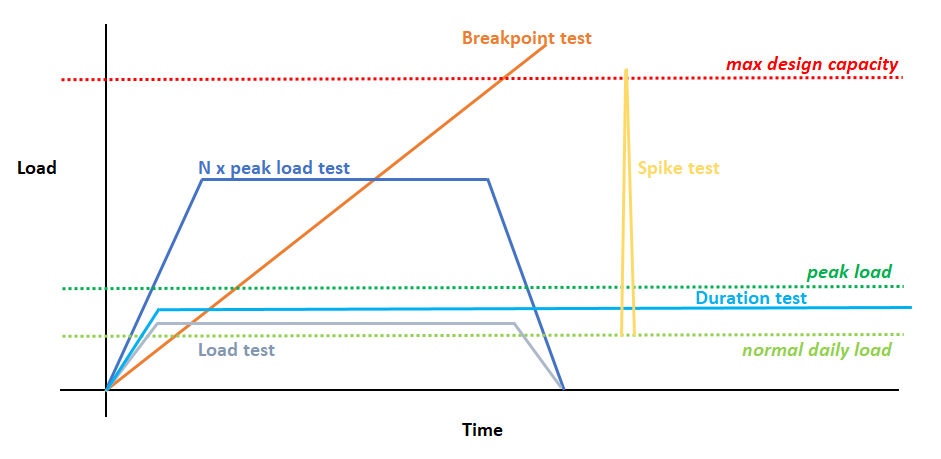 Breakpoint test
max design capacity
Load
N x peak load test
Spike test
peak load
Duration test
Load test
normal daily load
Time